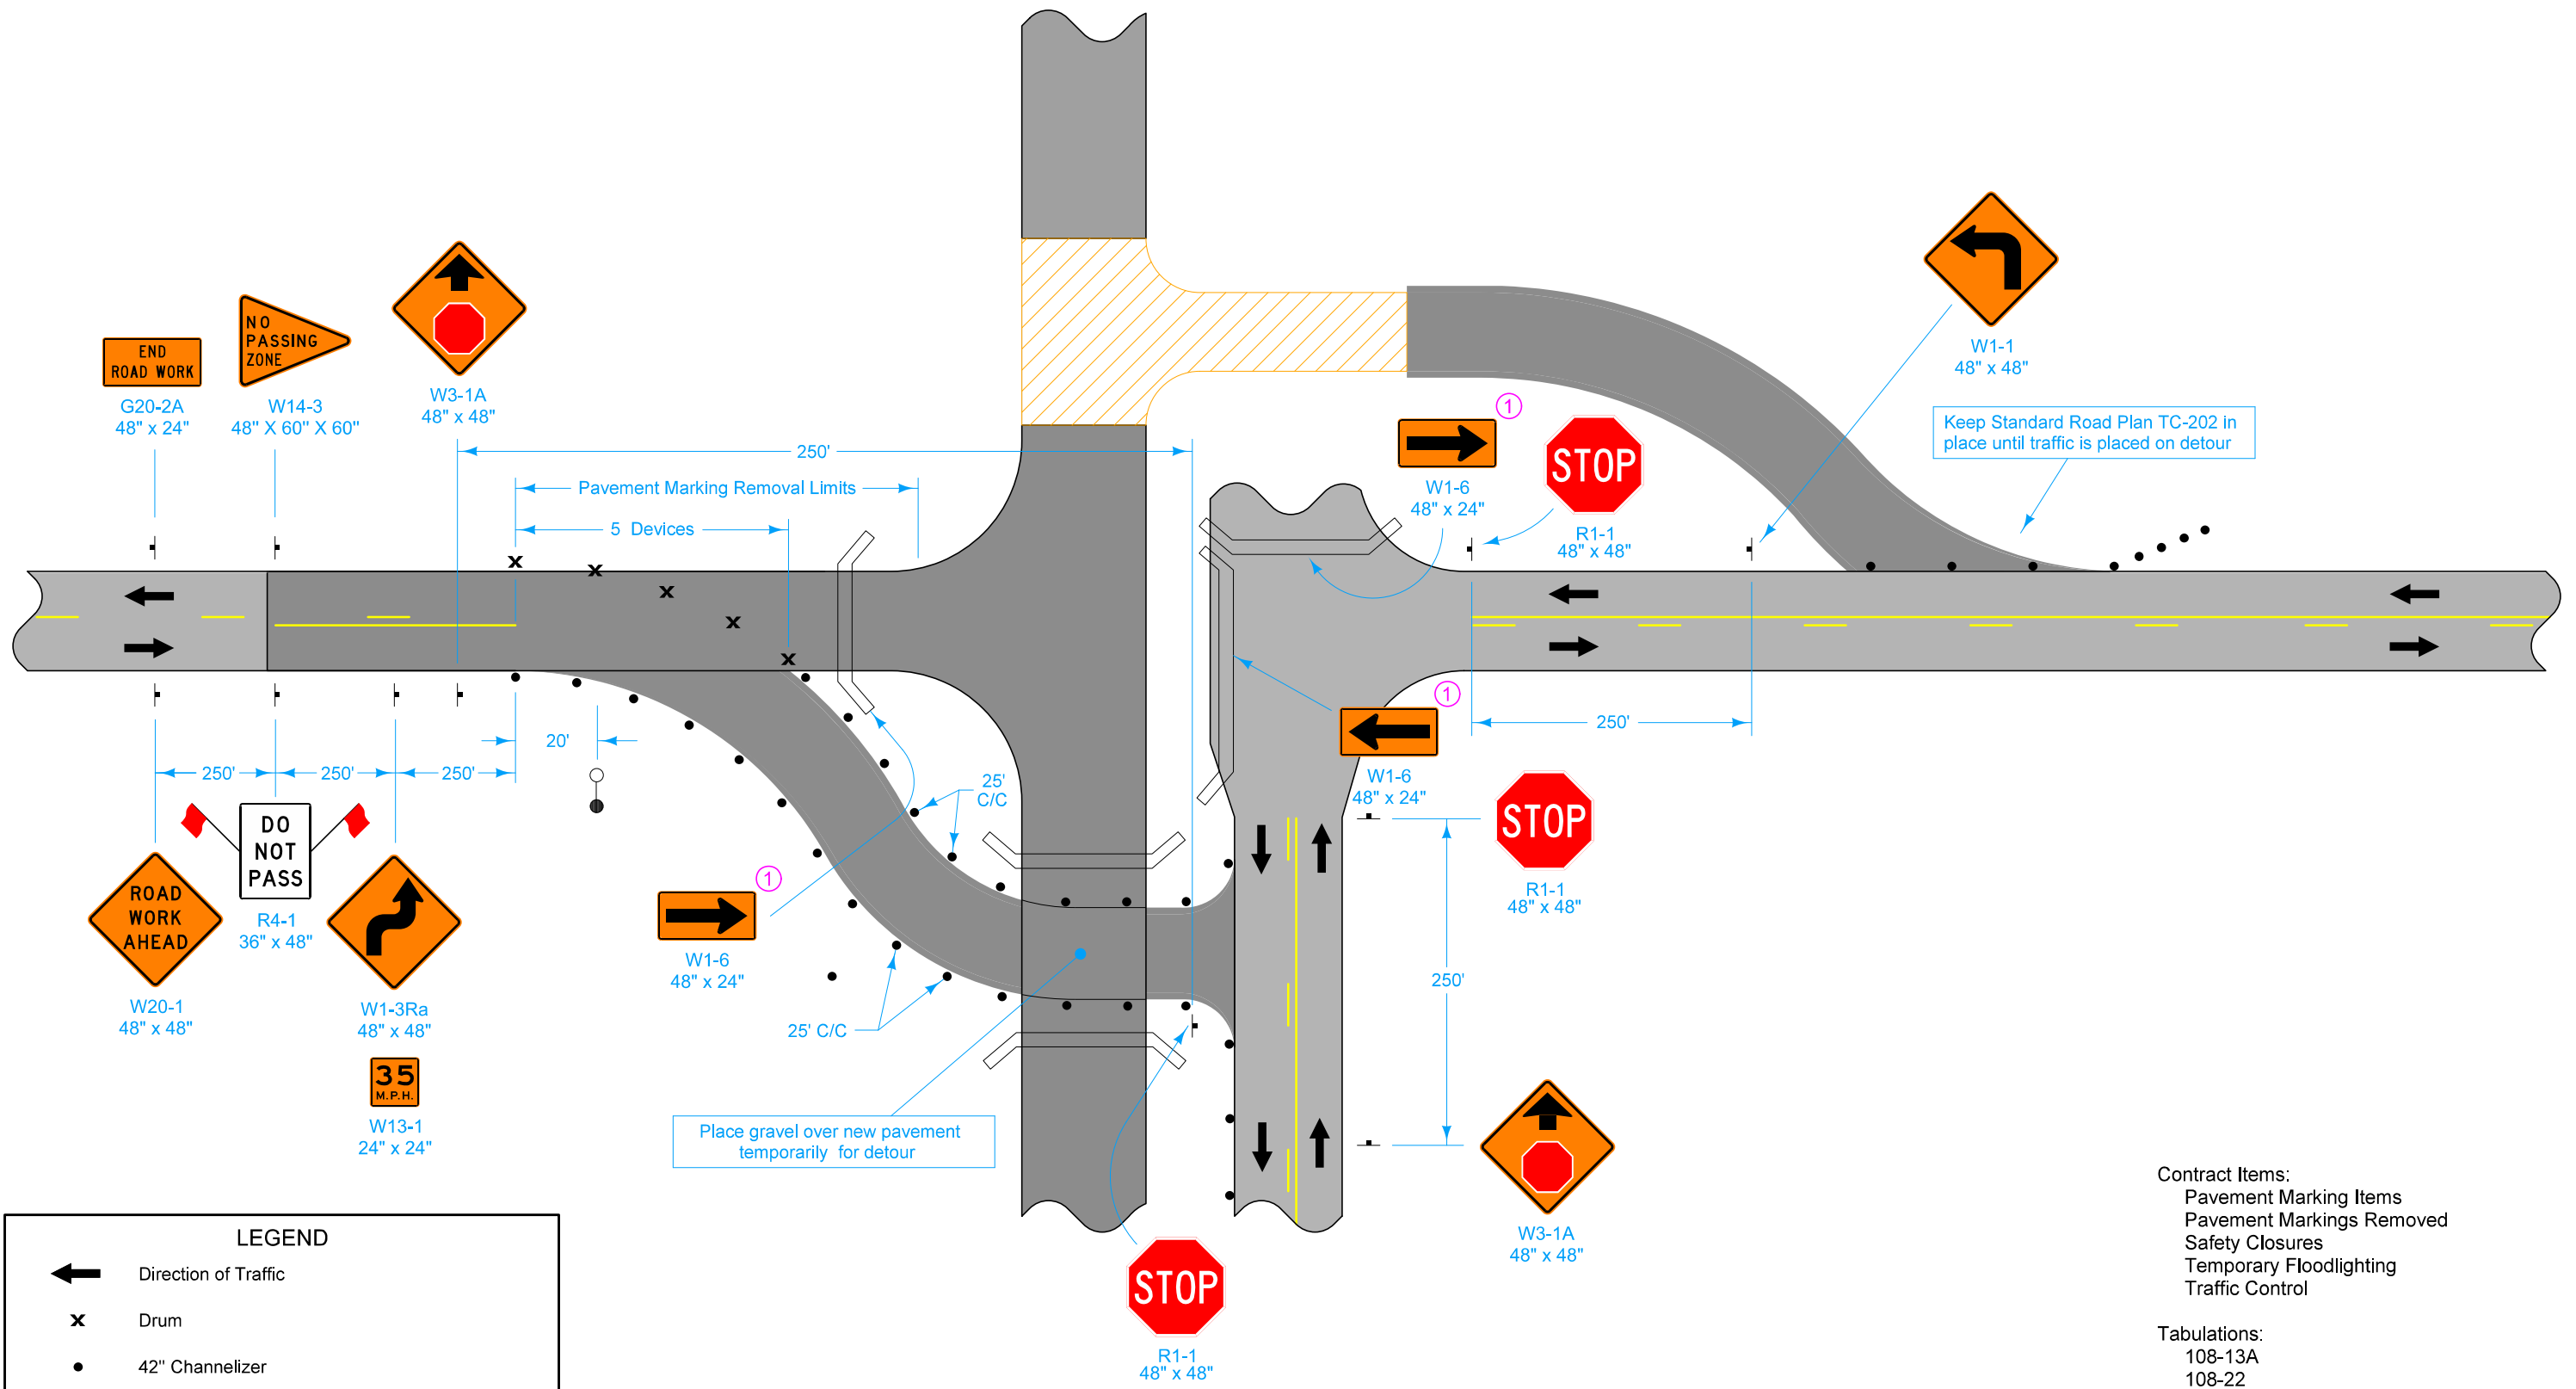 END
ROAD WORK
G20-2A
48" x 24"
NO
PASSING
ZONE
W14-3
48" X 60" X 60"
W3-1A
48" x 48"
250'
Pavement Marking Removal Limits
5 Devices
W1-1
48" x 48"
Keep Standard Road Plan TC-202 in
place until traffic is placed on detour
1
W1-6
48" x 24"
STOP
R1-1
48" x 48"
1
W1-6
48" x 24"
250'
STOP
R1-1
48" x 48"
250'
W3-1A
48" x 48"
20'
250'
250'
250'
ROAD
WORK
AHEAD
W20-1
48" x 48"
DO
NOT
PASS
R4-1
36" x 48"
W1-3Ra
48" x 48"
35
M.P.H.
W13-1
24" x 24"
25'
C/C
1
W1-6
48" x 24"
25' C/C
Place gravel over new pavement
temporarily for detour
STOP
R1-1
48" x 48"
LEGEND
Direction of Traffic
x Drum
42" Channelizer
Contract Items:
Pavement Marking Items
Pavement Markings Removed
Safety Closures
Temporary Floodlighting
Traffic Control
Tabulations:
108-13A
108-22